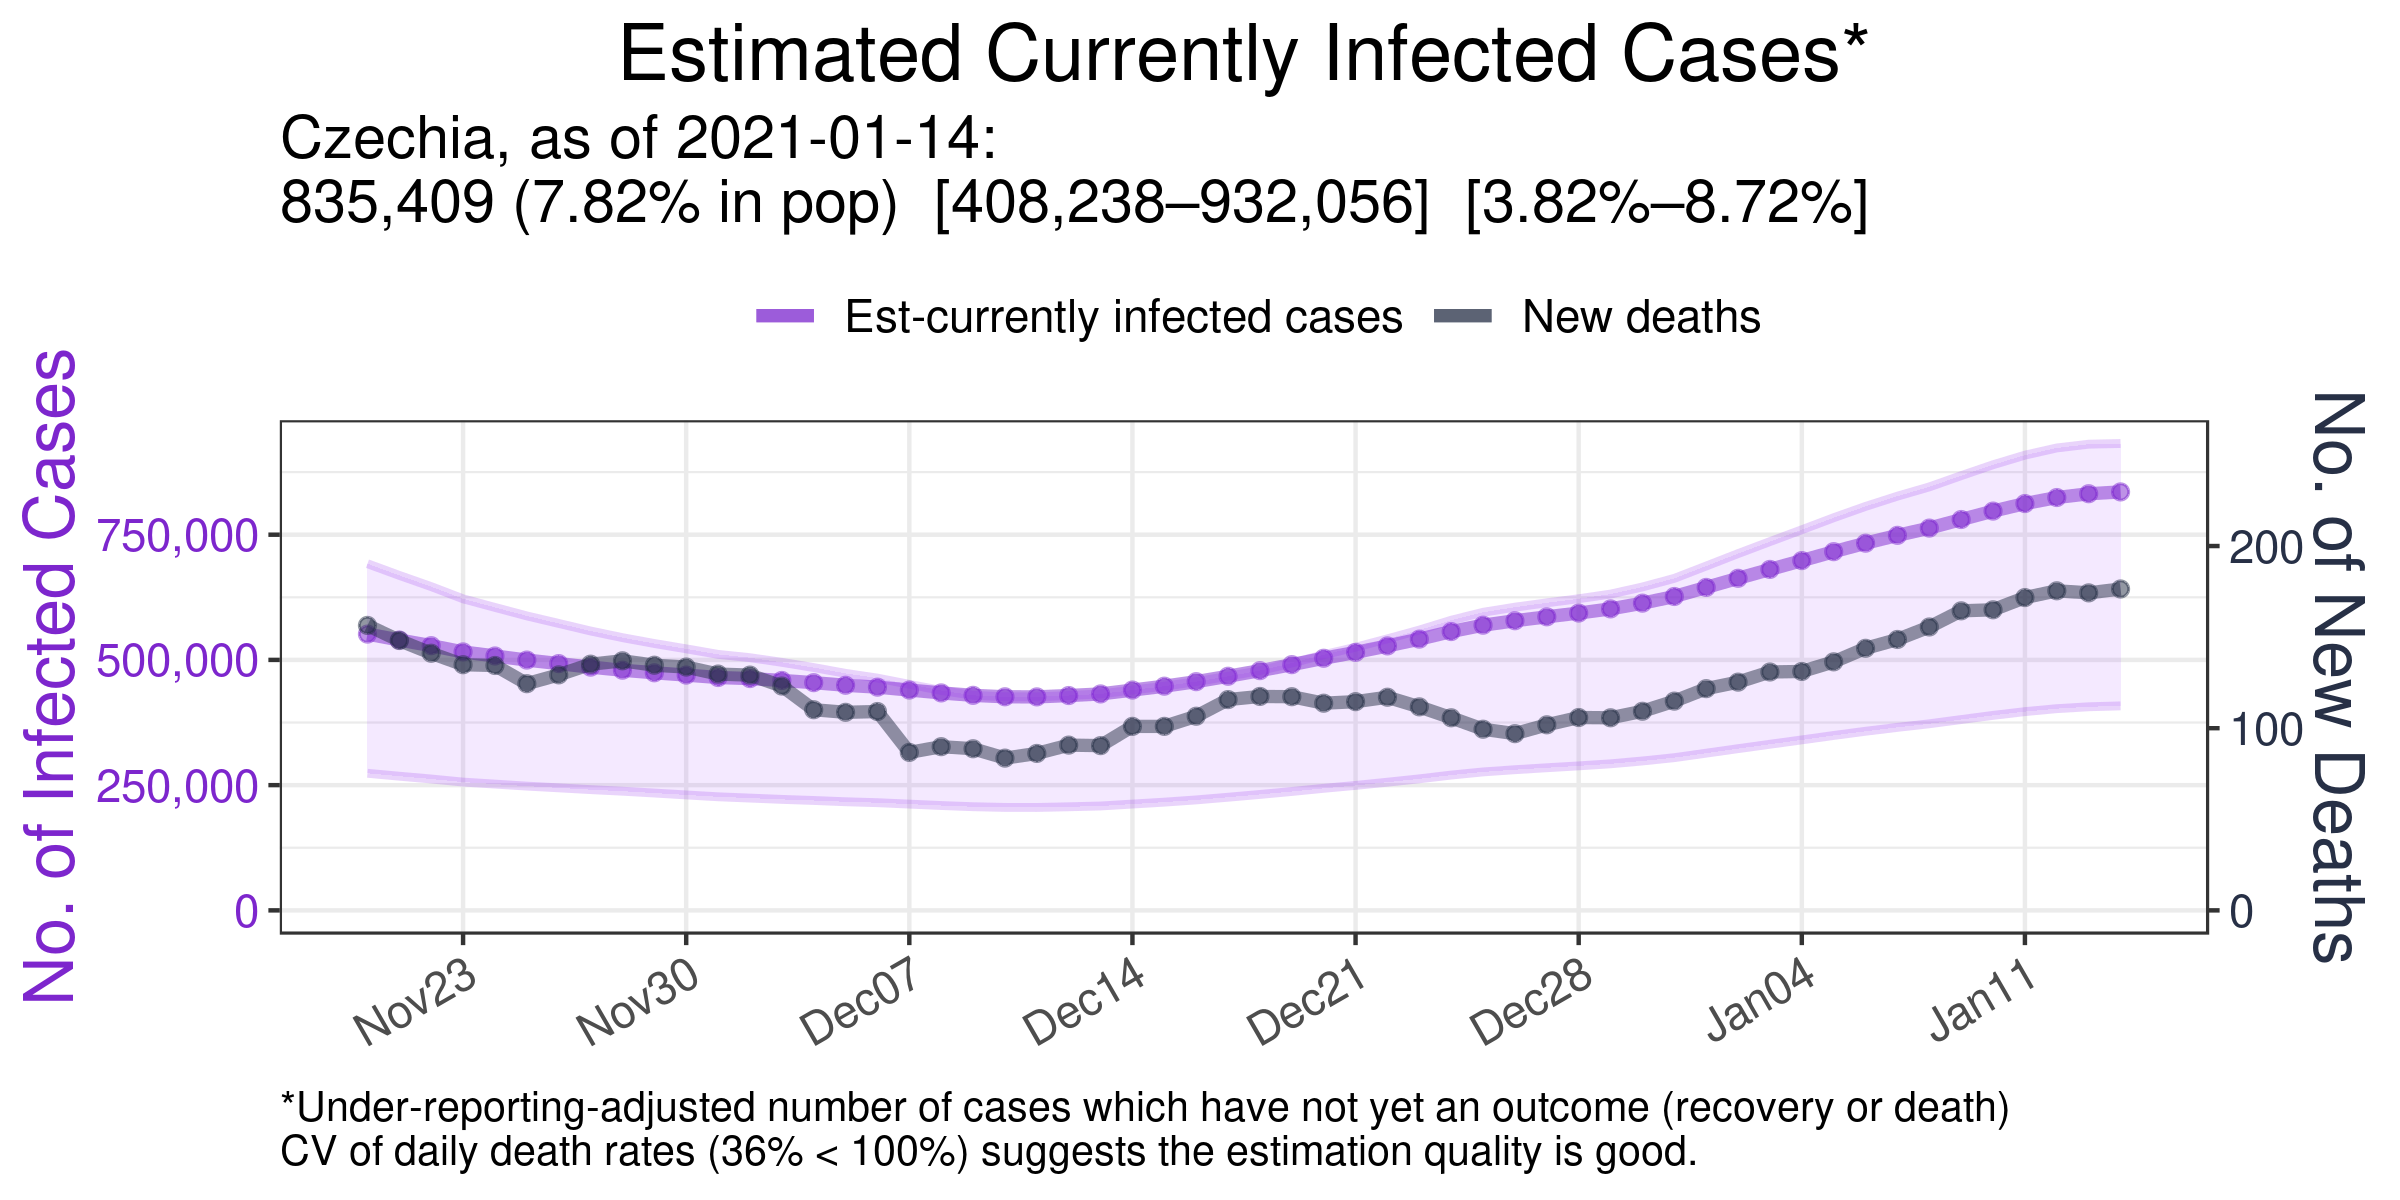 Estimated Currently Infected Cases*
Czechia, as of 2021-01-14:
835,409 (7.82% in pop) [408,238–932,056] [3.82%–8.72%]
Est-currently infected cases
New deaths
No. of Infected Cases
750,000
500,000
250,000
0
No. of New Deaths
200
100
0
Nov23
Nov30
Dec07
Dec14
Dec21
Dec28
Jan04
Jan11
*Under-reporting-adjusted number of cases which have not yet an outcome (recovery or death)
CV of daily death rates (36% < 100%) suggests the estimation quality is good.